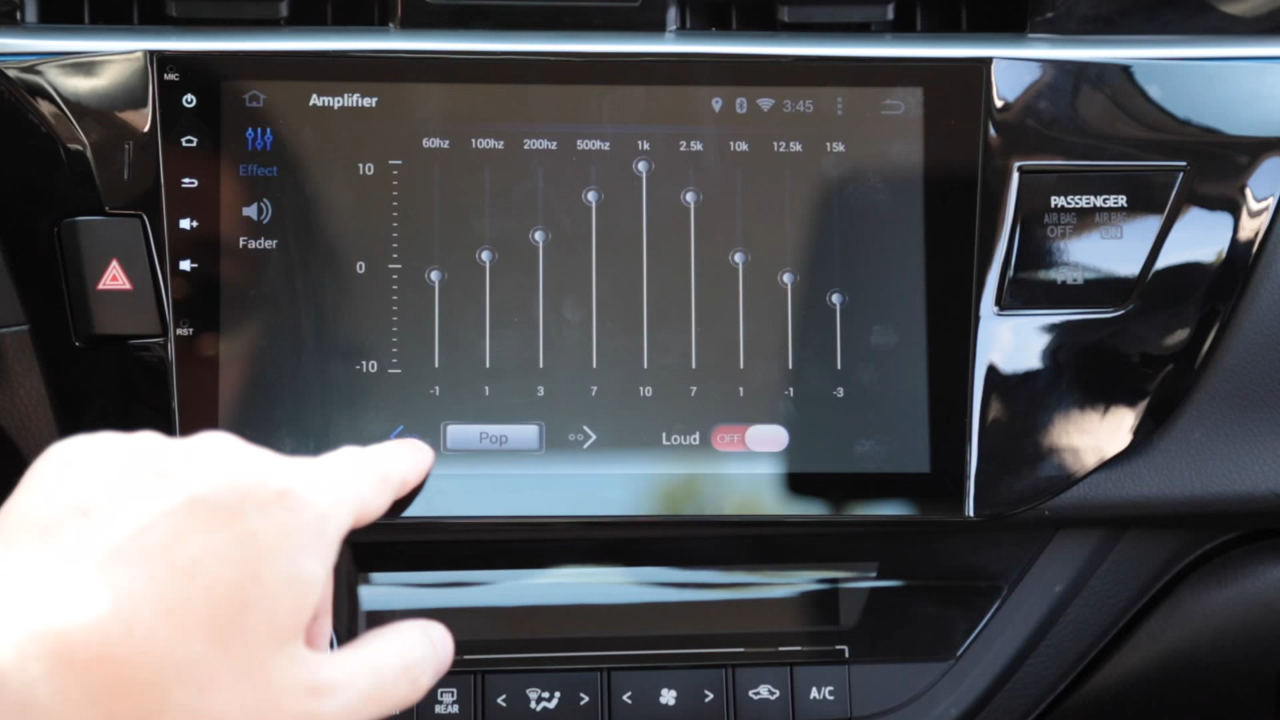 MIC
Amplifier
3:45
60hz 100hz 200hz 500hz 1k 2.5k 10k 12.5k 15k
10
Effect
PASSENGER
AIR BAG AIR BAG
OFF ON
Fader
0
RST
-10
-1 1 3 7 10 7 1 -1 -3
Pop
Loud OFF
REAR
A/C